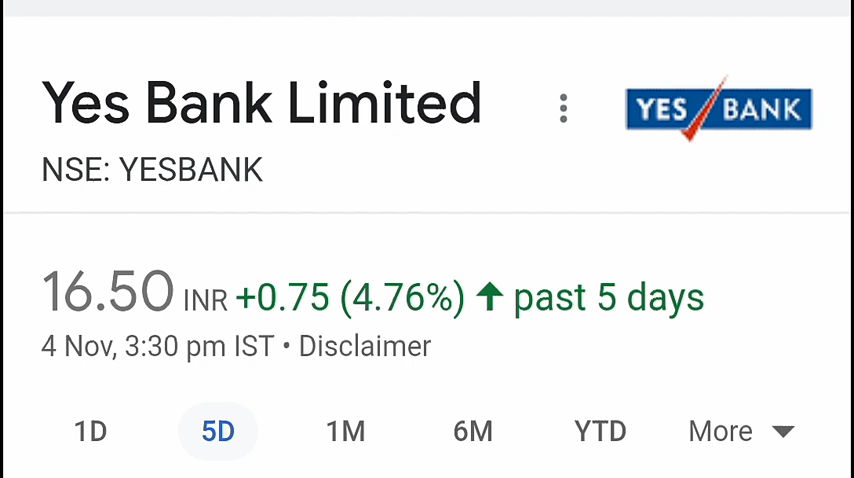 Yes Bank Limited
YES BANK
NSE: YESBANK
16.50 INR +0.75 (4.76%) ↑ past 5 days
4 Nov, 3:30 pm IST • Disclaimer
1D 5D 1M 6M YTD More